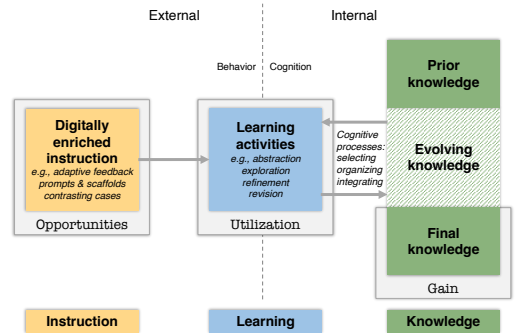 External
Internal
Behavior
Cognition
Prior
knowledge
Digitally
enriched
instruction
e.g., adaptive feedback
prompts & scaffolds
contrasting cases
Opportunities
Learning
activities
e.g., abstraction
exploration
refinement
revision
Utilization
Cognitive
processes:
selecting
organizing
integrating
Evolving
knowledge
Final
knowledge
Gain
Instruction
Learning
Knowledge